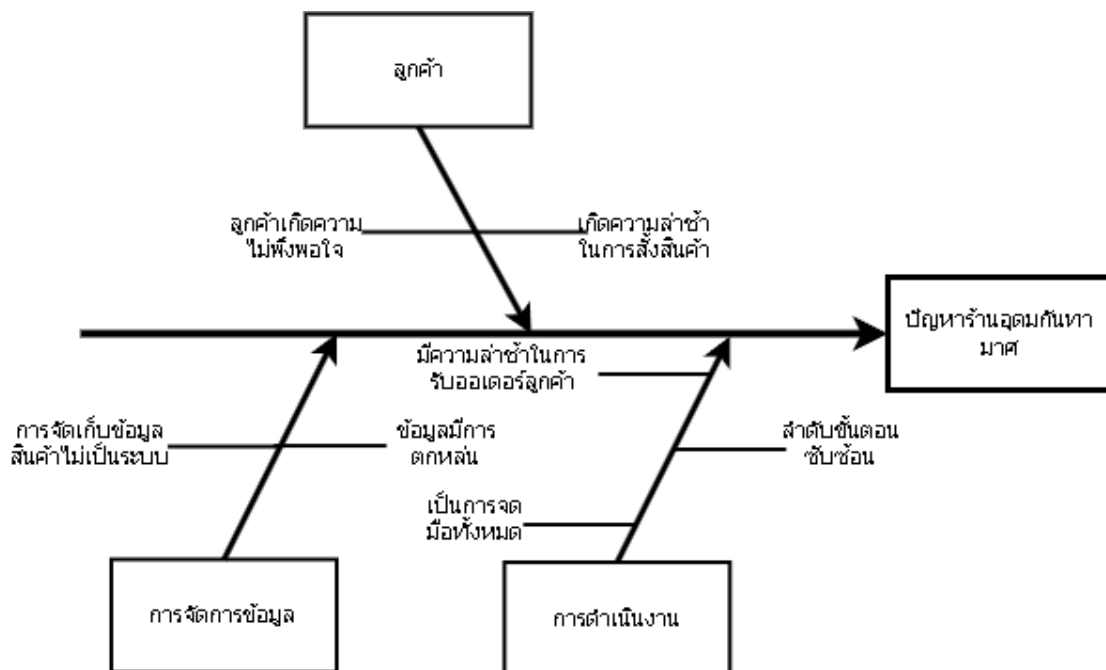 ลูกค้า
ลูกค้าเกิดความ
ไม่พึงพอใจ
เกิดความล่าช้า
ในการสั่งสินค้า
ปัญหาร้านอุดมกันทา
มาศ
มีความล่าช้าในการ
รับออเดอร์ลูกค้า
การจัดเก็บข้อมูล
สินค้าไม่เป็นระบบ
ข้อมูลมีการ
ตกหล่น
ลำดับขั้นตอน
ซับซ้อน
เป็นการจด
มือทั้งหมด
การจัดการข้อมูล
การดำเนินงาน